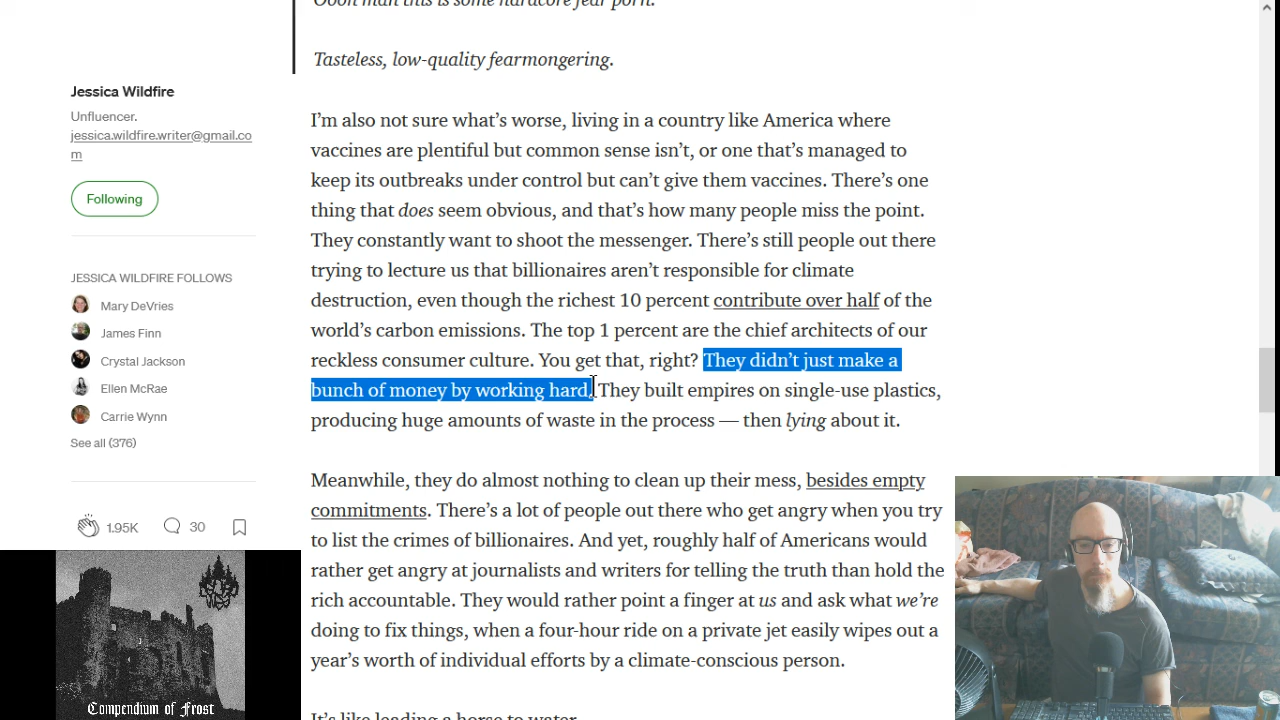 Ooon man this is some hardcore fear porn.
Tasteless, low-quality fearmongering.
Jessica Wildfire
Unfluencer.
jessica.wildfire.writer@gmail.co
m
Following
JESSICA WILDFIRE FOLLOWS
Mary DeVries
James Finn
Crystal Jackson
Ellen McRae
Carrie Wynn
See all (376)
1.95K
30
I’m also not sure what’s worse, living in a country like America where
vaccines are plentiful but common sense isn’t, or one that’s managed to
keep its outbreaks under control but can’t give them vaccines. There’s one
thing that does seem obvious, and that’s how many people miss the point.
They constantly want to shoot the messenger. There’s still people out there
trying to lecture us that billionaires aren’t responsible for climate
destruction, even though the richest 10 percent contribute over half of the
world’s carbon emissions. The top 1 percent are the chief architects of our
reckless consumer culture. You get that, right? They didn’t just make a
bunch of money by working hard. They built empires on single-use plastics,
producing huge amounts of waste in the process — then lying about it.
Meanwhile, they do almost nothing to clean up their mess, besides empty
commitments. There’s a lot of people out there who get angry when you try
to list the crimes of billionaires. And yet, roughly half of Americans would
rather get angry at journalists and writers for telling the truth than hold the
rich accountable. They would rather point a finger at us and ask what we’re
doing to fix things, when a four-hour ride on a private jet easily wipes out a
year’s worth of individual efforts by a climate-conscious person.
It’s like leading a horse to water
Compendium of Frost